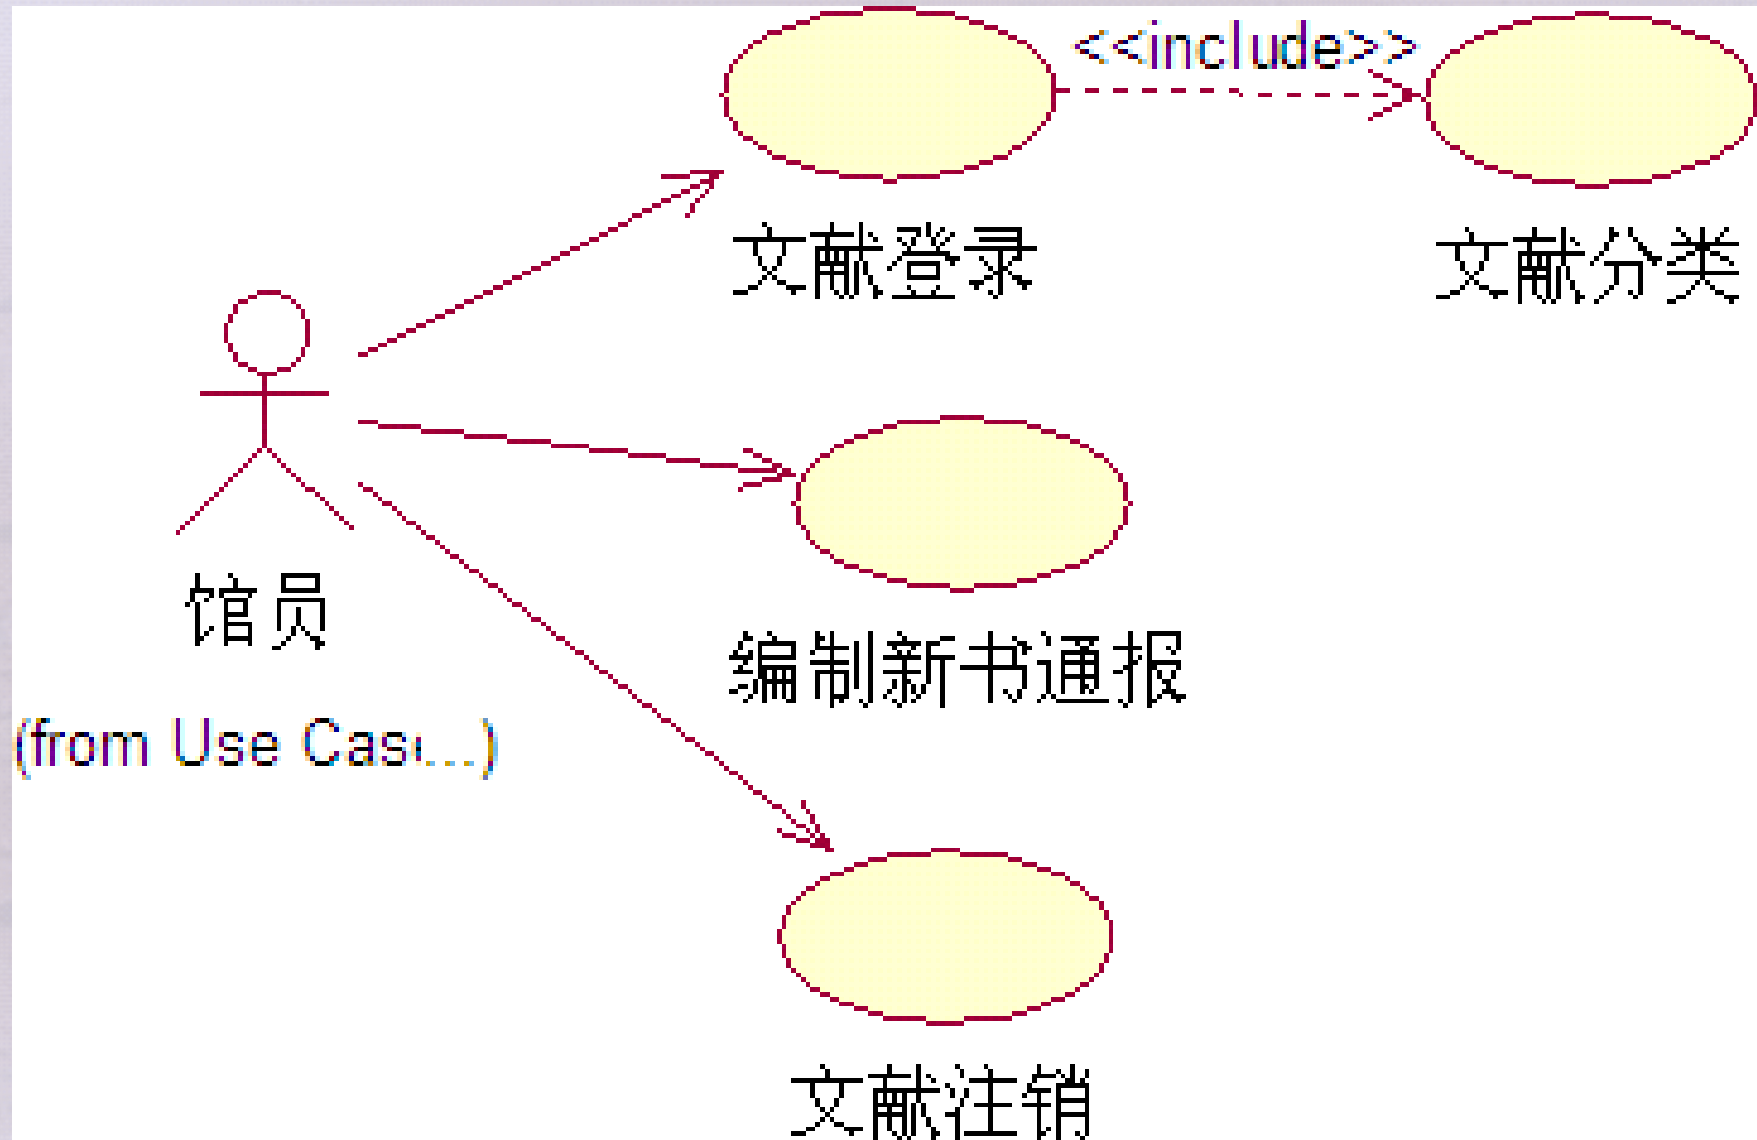 <<include>>
文献登录
文献分类
馆员
编制新书通报
(from Use Cas...)
文献注销